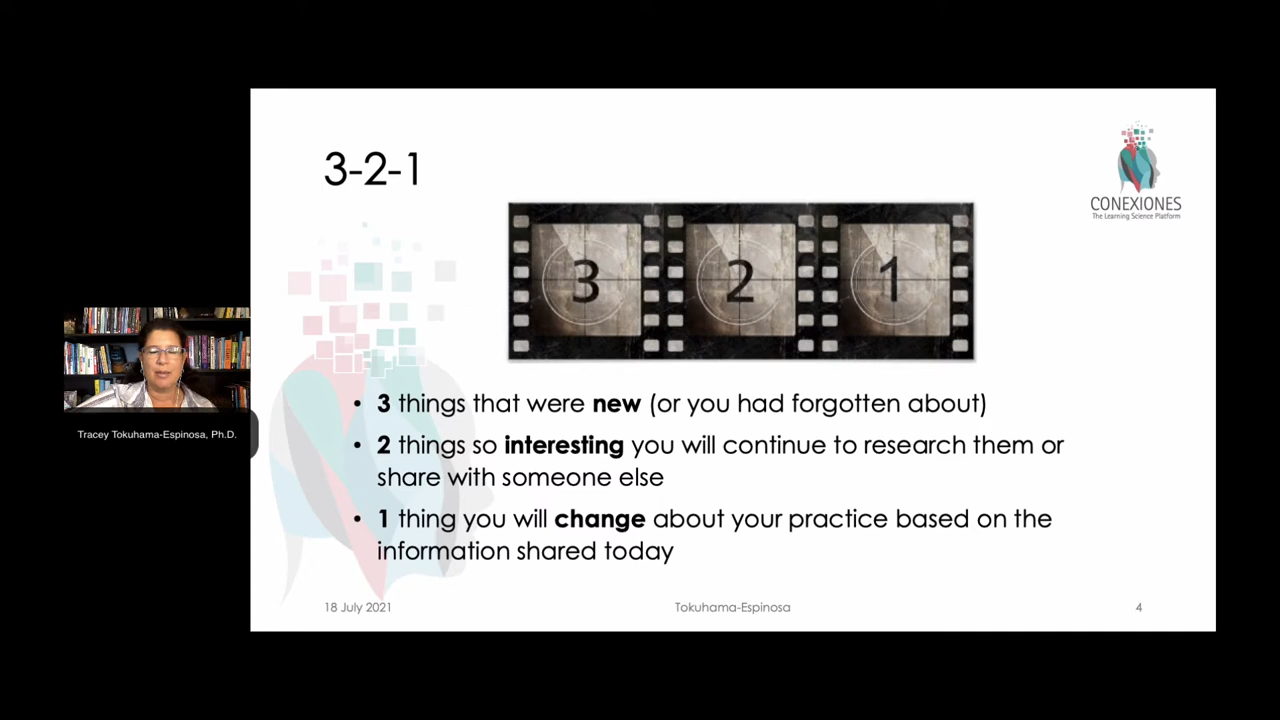 3-2-1
CONEXIONES
The Learning Science Platform
3 2 1
• 3 things that were new (or you had forgotten about)
• 2 things so interesting you will continue to research them or
share with someone else
• 1 thing you will change about your practice based on the
information shared today
Tracey Tokuhama-Espinosa, Ph.D.
18 July 2021 Tokuhama-Espinosa 4